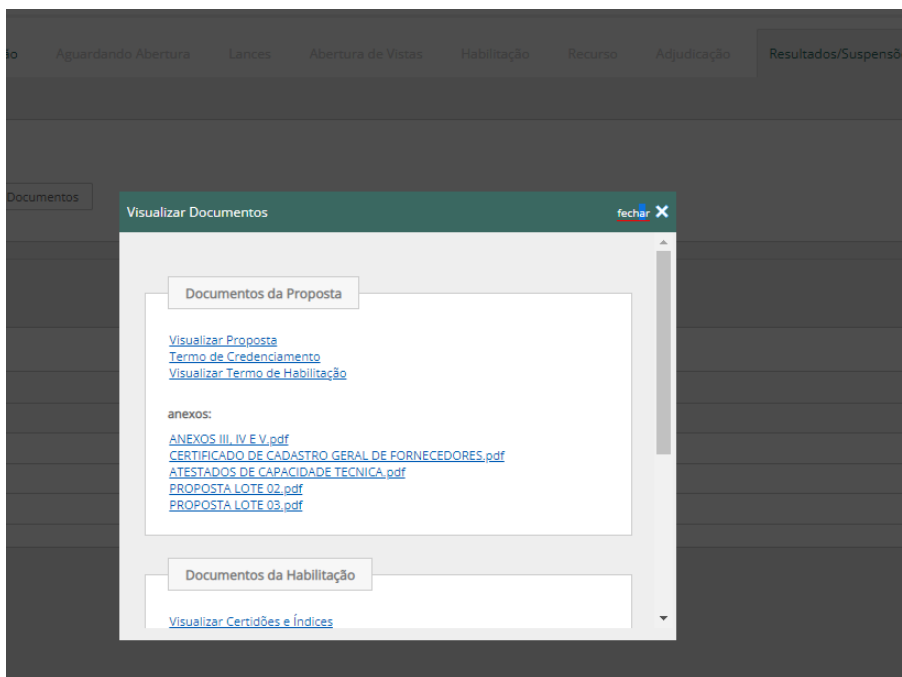 ão Aguardando Abertura Lances Abertura de Vistas Habilitação Recurso Adjudicação Resultados/Suspensõ
Documentos
Visualizar Documentos fechar
Documentos da Proposta
Visualizar Proposta
Termo de Credenciamento
Visualizar Termo de Habilitação
anexos:
ANEXOS III, IV E V.pdf
CERTIFICADO DE CADASTRO GERAL DE FORNECEDORES.pdf
ATESTADOS DE CAPACIDADE TECNICA.pdf
PROPOSTA LOTE 02.pdf
PROPOSTA LOTE 03.pdf
Documentos da Habilitação
Visualizar Certidões e Índices